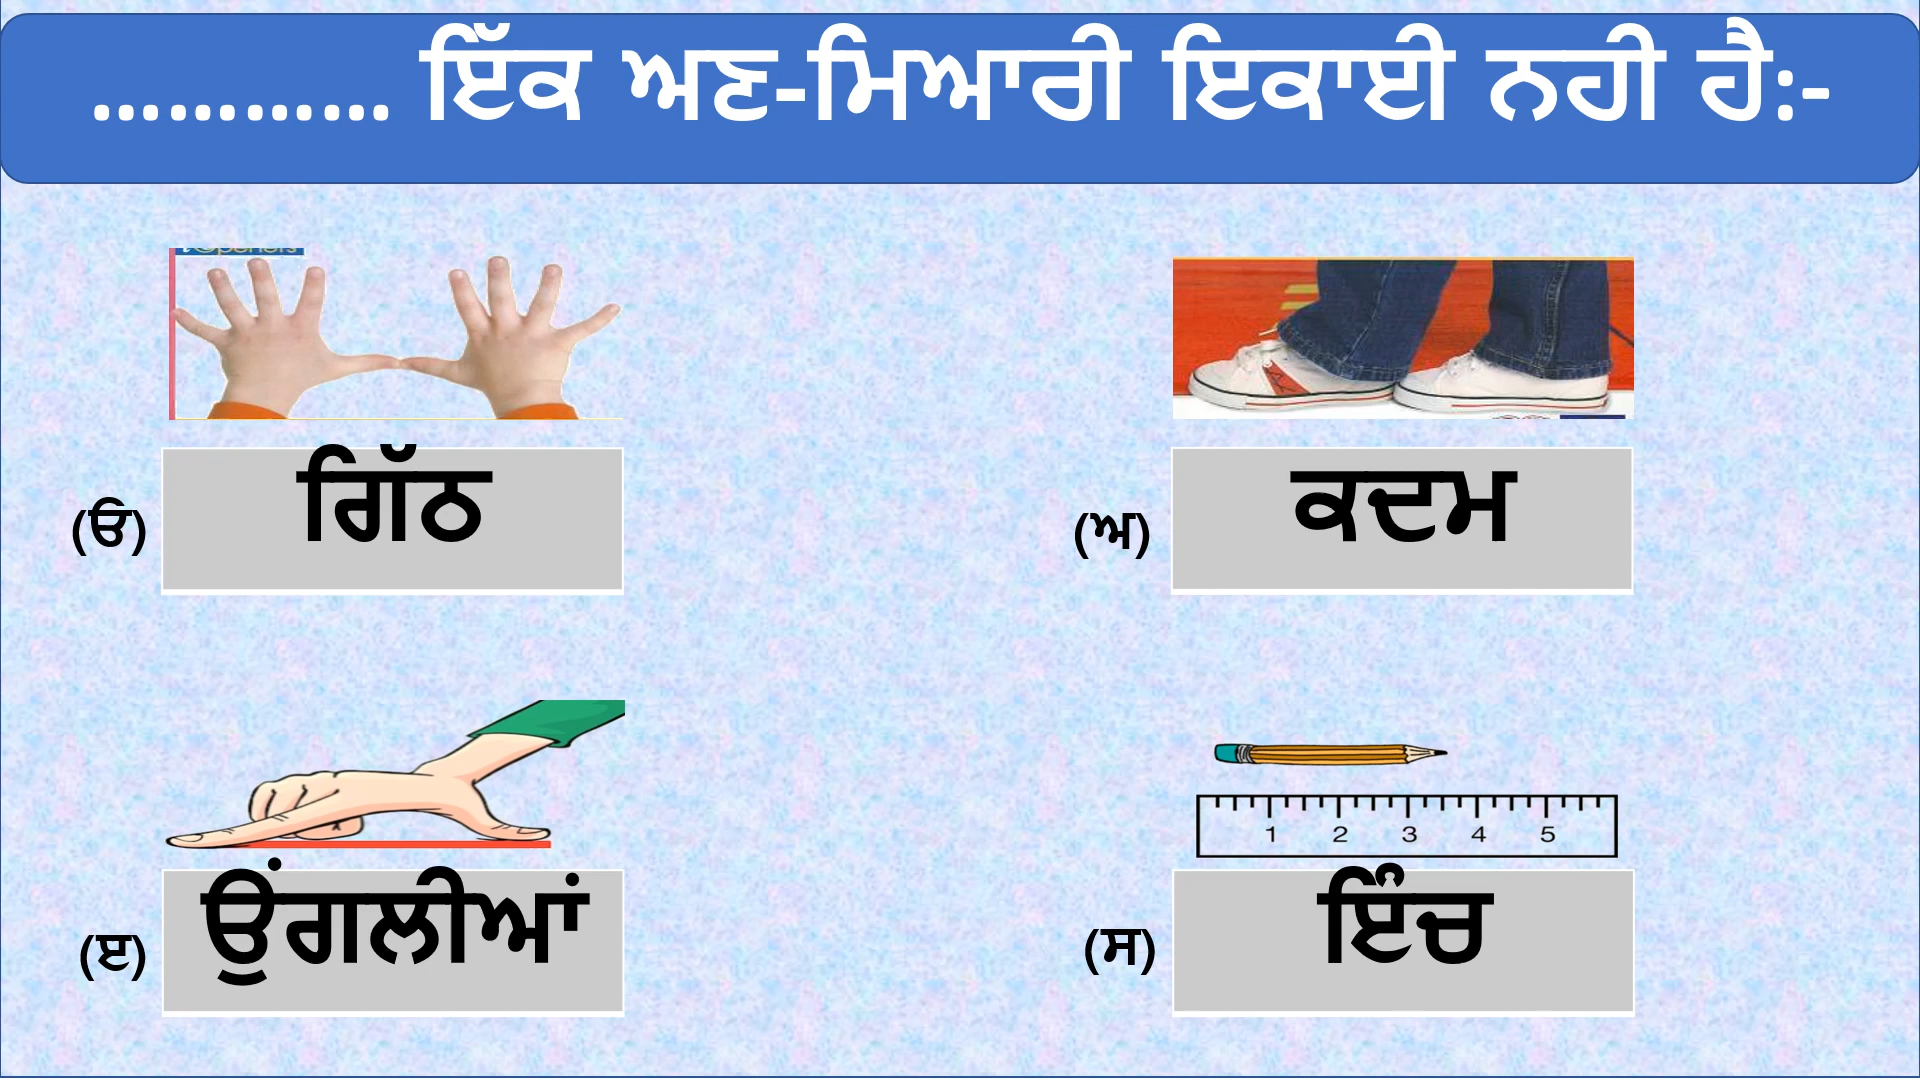 ............ ਇੱਕ ਅਣ-ਮਿਆਰੀ ਇਕਾਈ ਨਹੀ ਹੈ:-
(ੳ) ਗਿੱਠ
(ਅ) ਕਦਮ
(ੲ) ਉਂਗਲੀਆਂ
1 2 3 4 5
(ਸ) ਇੰਚ